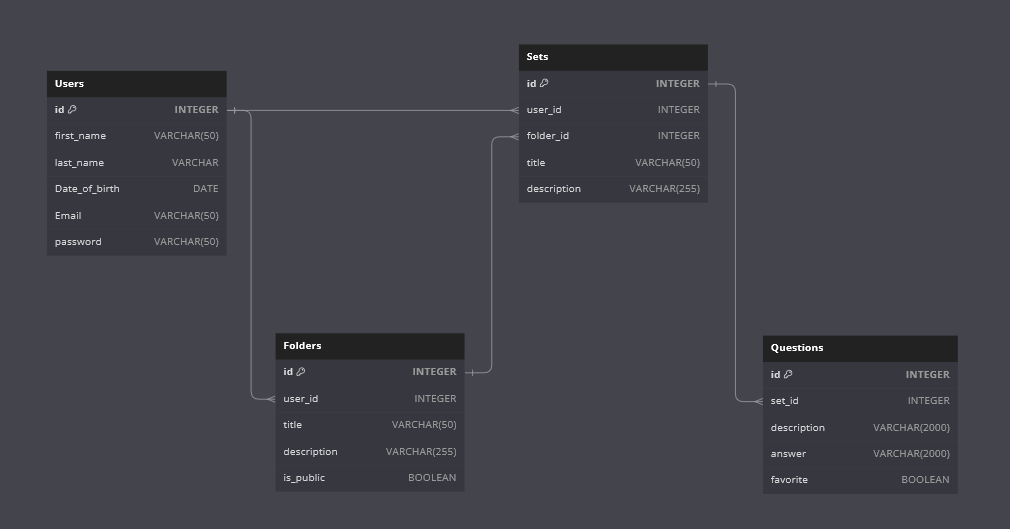 Users
id INTEGER
first_name VARCHAR(50)
last_name VARCHAR
Date_of_birth DATE
Email VARCHAR(50)
password VARCHAR(50)
Sets
id INTEGER
user_id INTEGER
folder_id INTEGER
title VARCHAR(50)
description VARCHAR(255)
Folders
id INTEGER
user_id INTEGER
title VARCHAR(50)
description VARCHAR(255)
is_public BOOLEAN
Questions
id INTEGER
set_id INTEGER
description VARCHAR(2000)
answer VARCHAR(2000)
favorite BOOLEAN